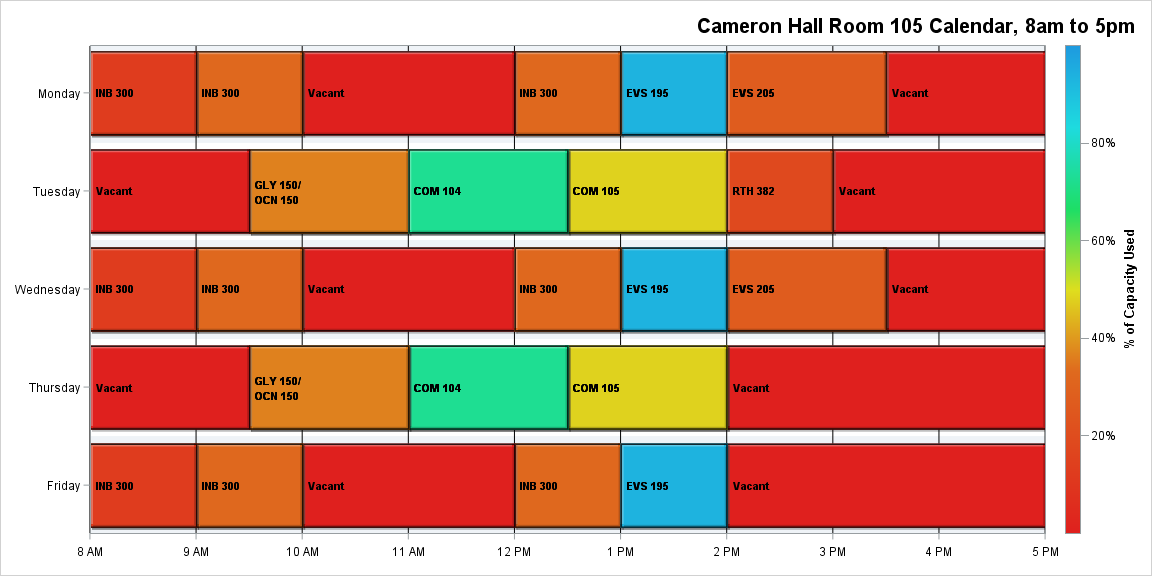 Cameron Hall Room 105 Calendar, 8am to 5pm
Monday
INB 300
INB 300
Vacant
INB 300
EVS 195
EVS 205
Vacant
Tuesday
Vacant
GLY 150/
OCN 150
COM 104
COM 105
RTH 382
Vacant
Wednesday
INB 300
INB 300
Vacant
INB 300
EVS 195
EVS 205
Vacant
Thursday
Vacant
GLY 150/
OCN 150
COM 104
COM 105
Vacant
Friday
INB 300
INB 300
Vacant
INB 300
EVS 195
Vacant
8 AM
9 AM
10 AM
11 AM
12 PM
1 PM
2 PM
3 PM
4 PM
5 PM
80%
60%
40%
20%
% of Capacity Used